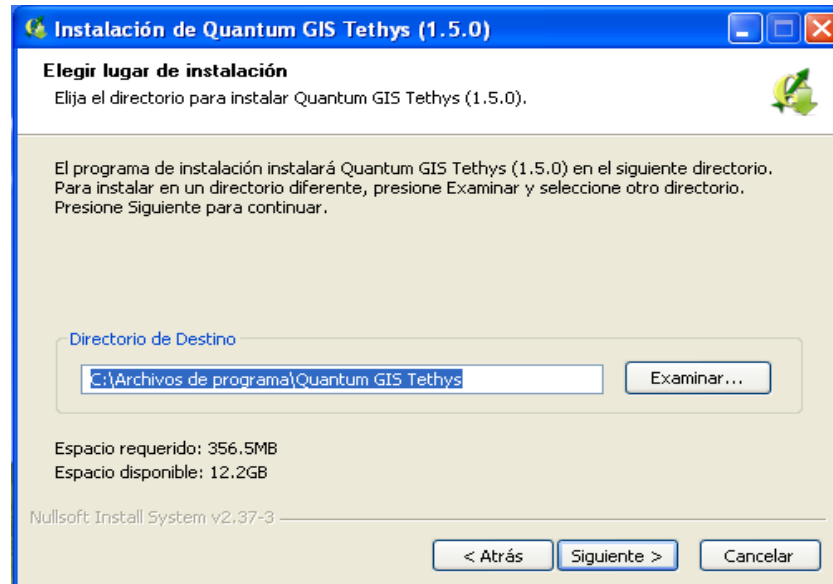 Instalación de Quantum GIS Tethys (1.5.0)
Elegir lugar de instalación
Elija el directorio para instalar Quantum GIS Tethys (1.5.0).
El programa de instalación instalará Quantum GIS Tethys (1.5.0) en el siguiente directorio.
Para instalar en un directorio diferente, presione Examinar y seleccione otro directorio.
Presione Siguiente para continuar.
Directorio de Destino
C:\Archivos de programa\Quantum GIS Tethys
Examinar...
Espacio requerido: 356.5MB
Espacio disponible: 12.2GB
Nullsoft Install System v2.37-3
< Atrás
Siguiente >
Cancelar